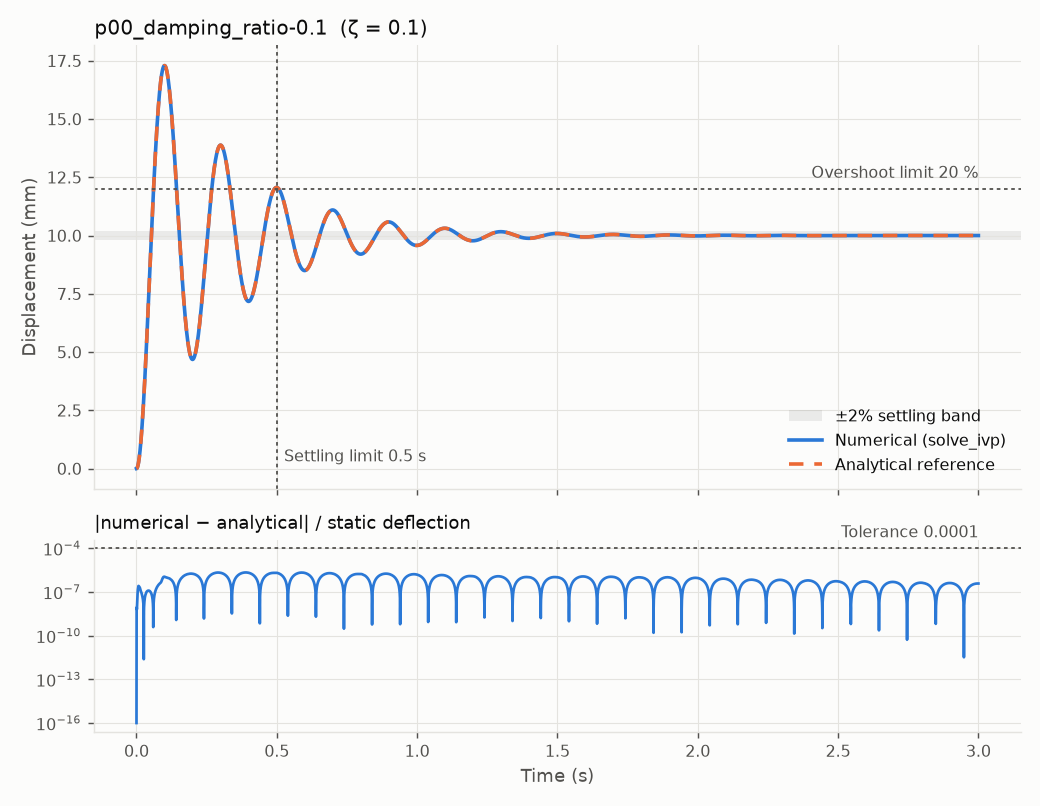 p00_damping_ratio-0.1  (ζ = 0.1)
Displacement (mm)
17.5
15.0
12.5
10.0
7.5
5.0
2.5
0.0
Overshoot limit 20 %
Settling limit 0.5 s
±2% settling band
Numerical (solve_ivp)
Analytical reference
|numerical − analytical| / static deflection
Tolerance 0.0001
10⁻⁴
10⁻⁷
10⁻¹⁰
10⁻¹³
10⁻¹⁶
0.0 0.5 1.0 1.5 2.0 2.5 3.0
Time (s)